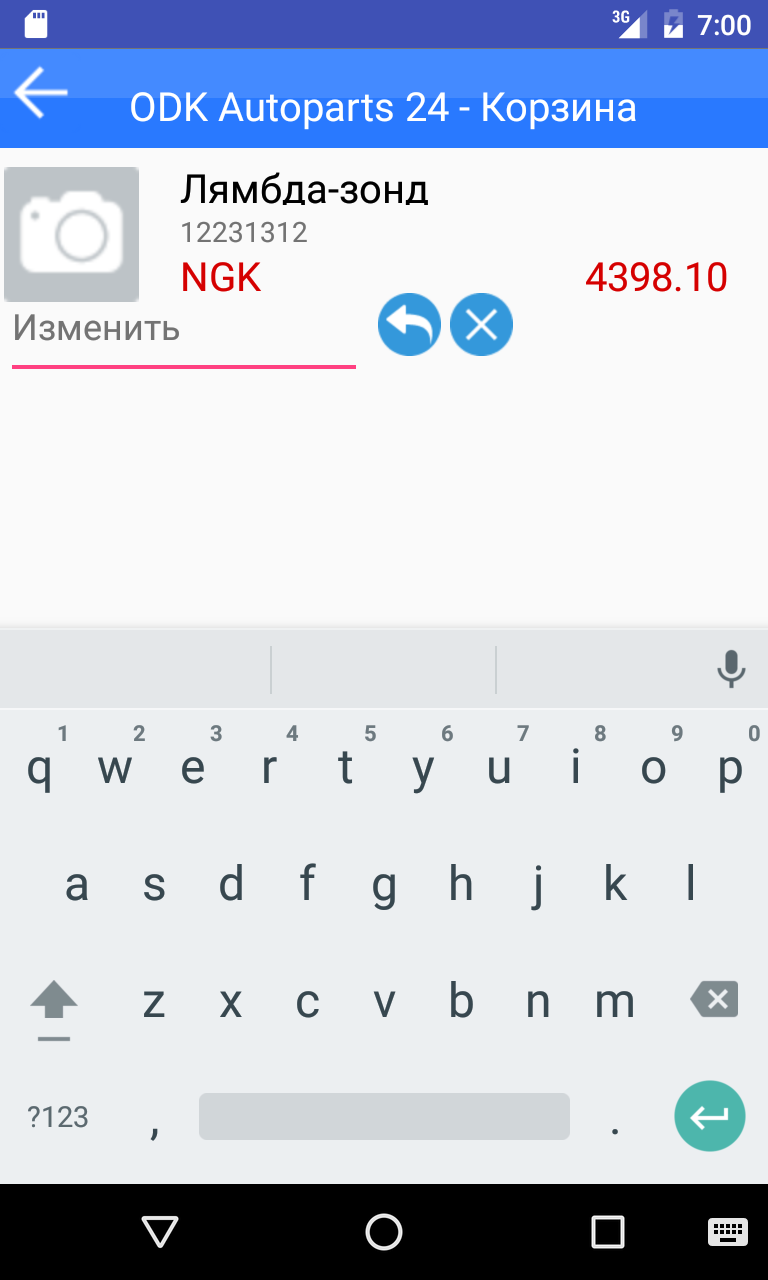 3G 7:00
ODK Autoparts 24 - Корзина
Лямбда-зонд
12231312
NGK 4398.10
Изменить
1 2 3 4 5 6 7 8 9 0
q w e r t y u i o p
a s d f g h j k l
z x c v b n m
?123 , .